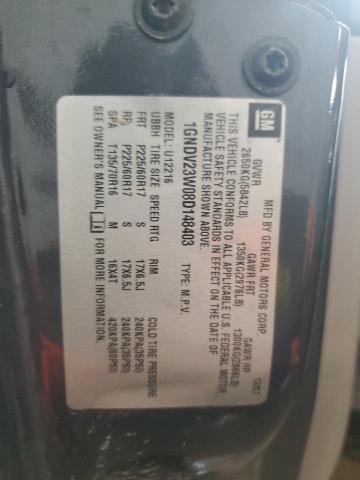 GM
MFD BY GENERAL MOTORS CORP
12/07
GVWR GAWR FRT GAWR RR
2650KG(5842LB) 1350KG(2976LB) 1300KG(2866LB)
THIS VEHICLE CONFORMS TO ALL APPLICABLE U.S. FEDERAL MOTOR
VEHICLE SAFETY STANDARDS IN EFFECT ON THE DATE OF
MANUFACTURE SHOWN ABOVE.
1GNDV23W08D148403 TYPE: M.P.V.
MODEL: U12216
UBBH TIRE SIZE SPEED RTG RIM COLD TIRE PRESSURE
FRT P225/60R17 S 17X6.5J 240KPA(35PSI)
RR P225/60R17 S 17X6.5J 240KPA(35PSI)
SPA T135/70R16 M 16X4T 420KPA(60PSI)
SEE OWNER'S MANUAL FOR MORE INFORMATION.